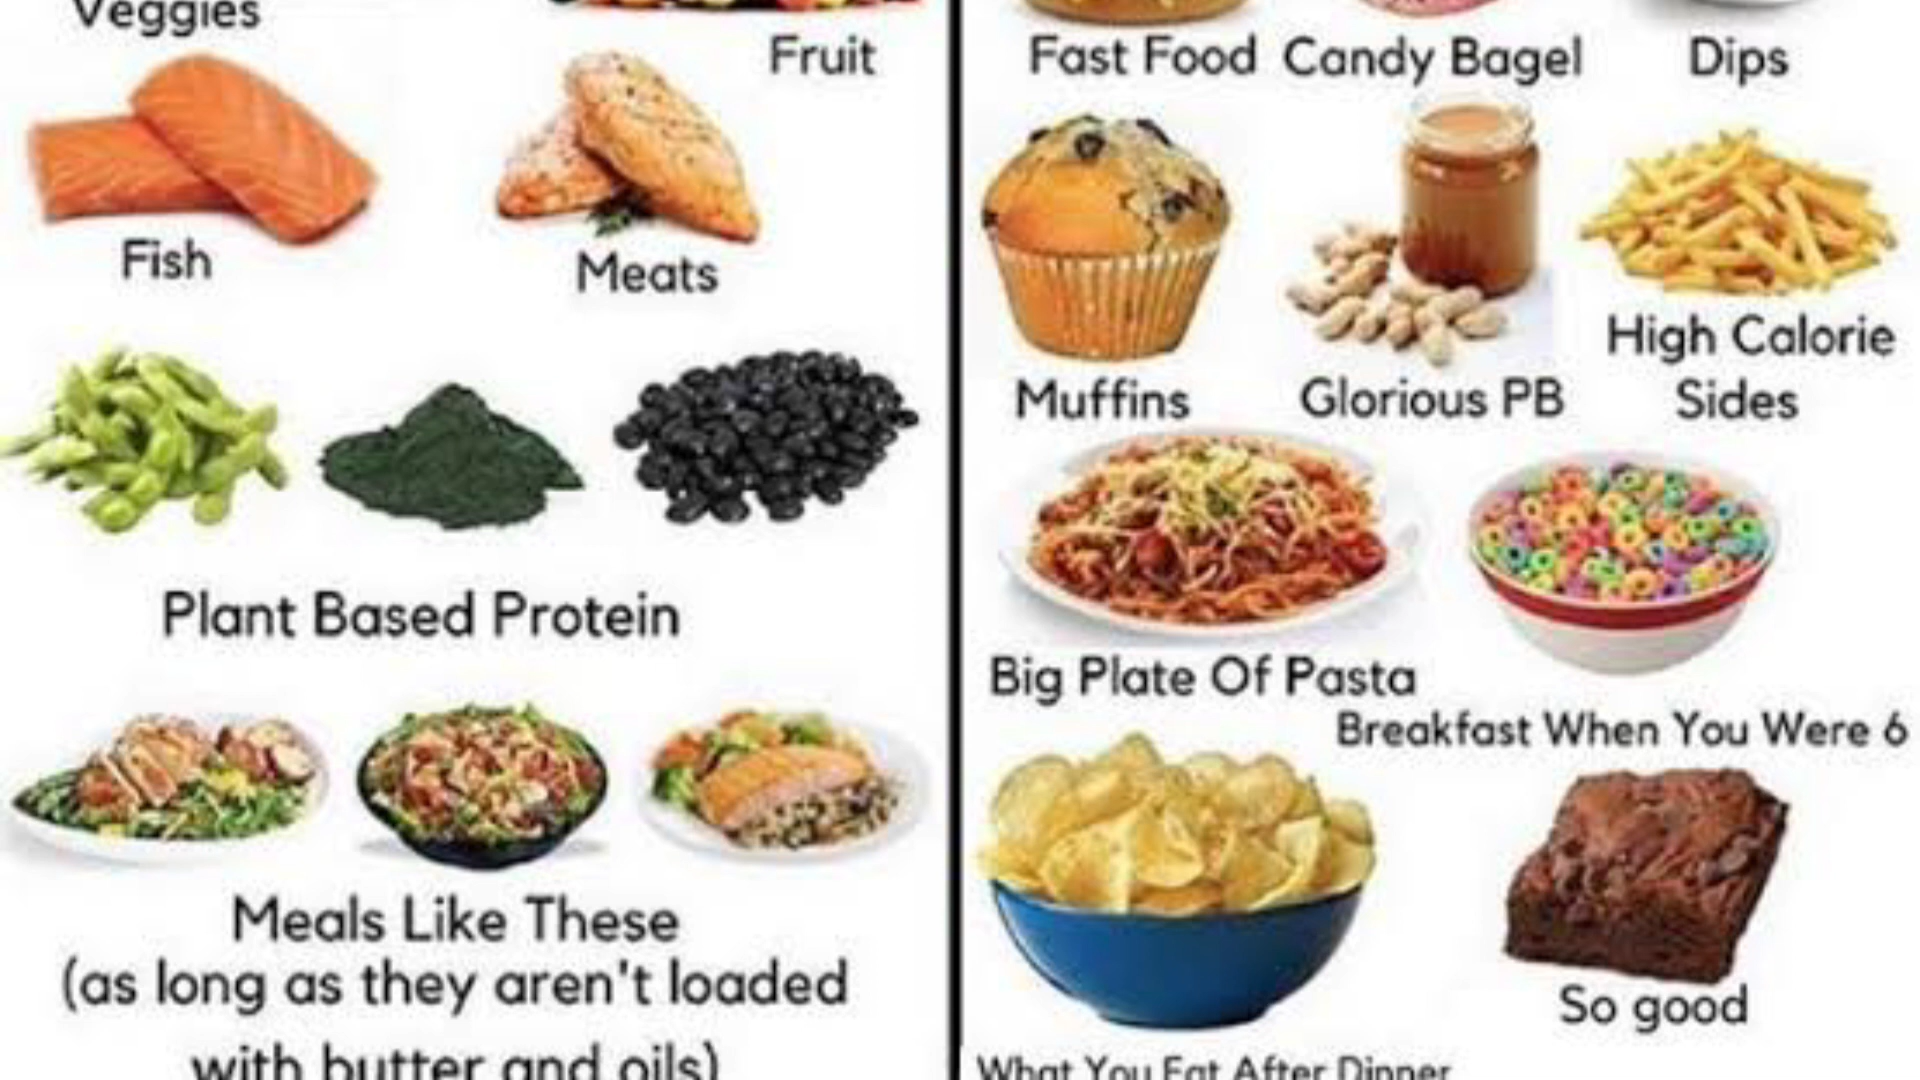 Veggies
Fruit
Fish
Meats
Plant Based Protein
Meals Like These
(as long as they aren't loaded
with butter and oils)
Fast Food
Candy Bagel
Dips
Muffins
Glorious PB
High Calorie
Sides
Big Plate Of Pasta
Breakfast When You Were 6
So good
What You Eat After Dinner